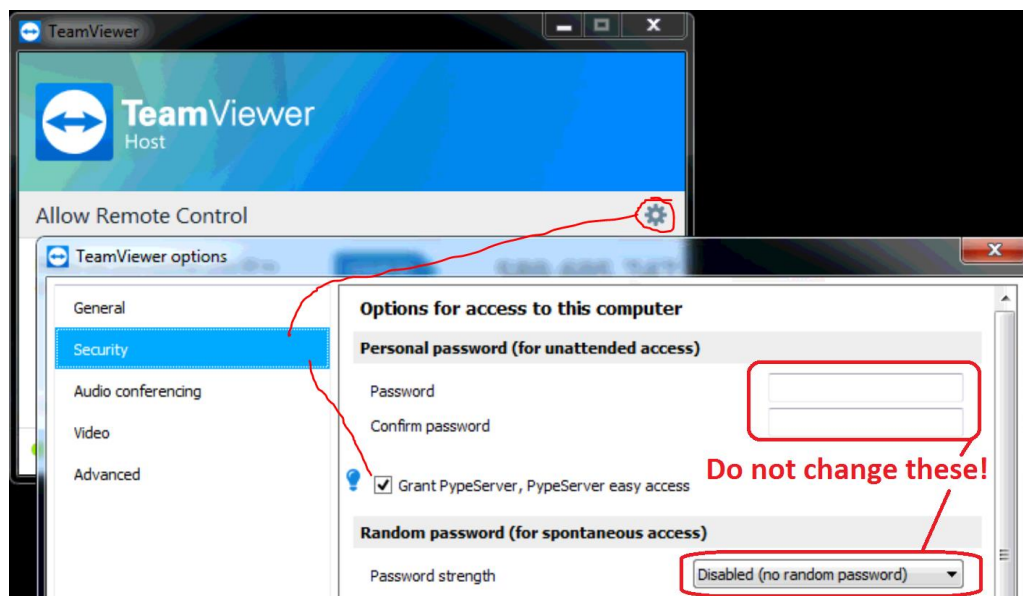 TeamViewer
TeamViewer
Host
Allow Remote Control
TeamViewer options
General
Security
Audio conferencing
Video
Advanced
Options for access to this computer
Personal password (for unattended access)
Password
Confirm password
Do not change these!
Grant PypeServer, PypeServer easy access
Random password (for spontaneous access)
Password strength
Disabled (no random password)